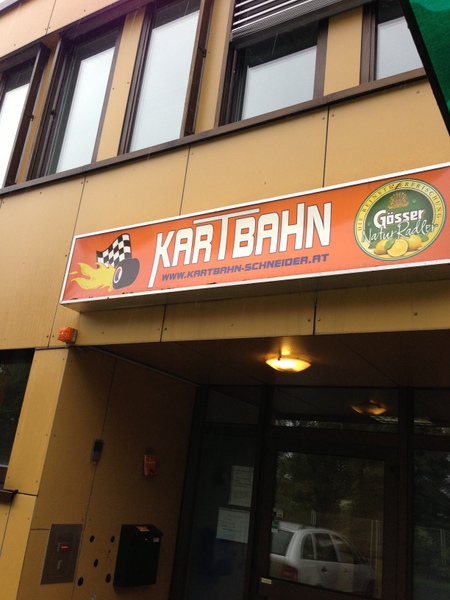 KARTBAHN
WWW.KARTBAHN-SCHNEIDER.AT
Gösser
Natur Radler